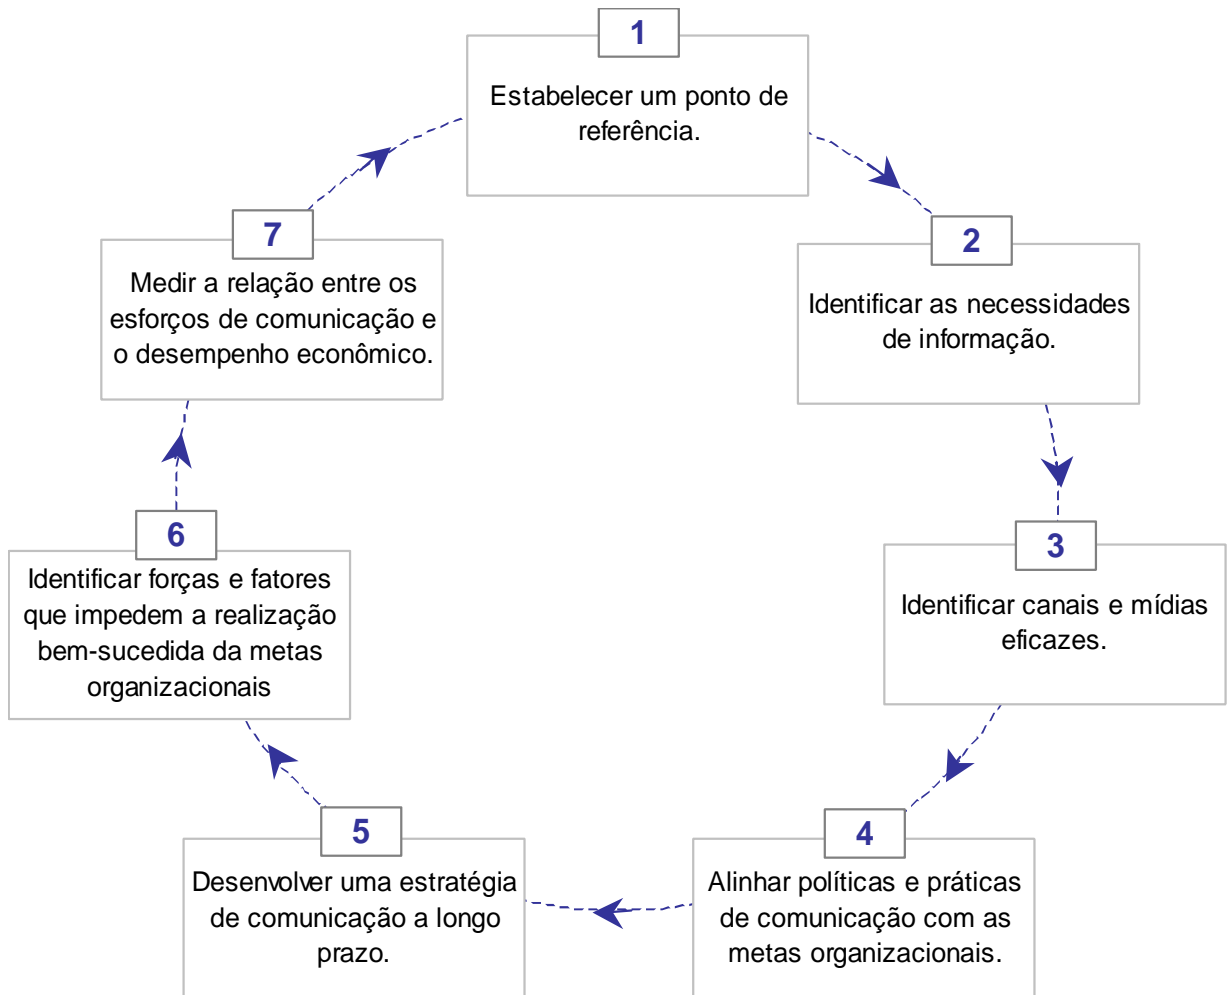 1
Estabelecer um ponto de
referência.
2
Identificar as necessidades
de informação.
3
Identificar canais e mídias
eficazes.
4
Alinhar políticas e práticas
de comunicação com as
metas organizacionais.
5
Desenvolver uma estratégia
de comunicação a longo
prazo.
6
Identificar forças e fatores
que impedem a realização
bem-sucedida da metas
organizacionais
7
Medir a relação entre os
esforços de comunicação e
o desempenho econômico.